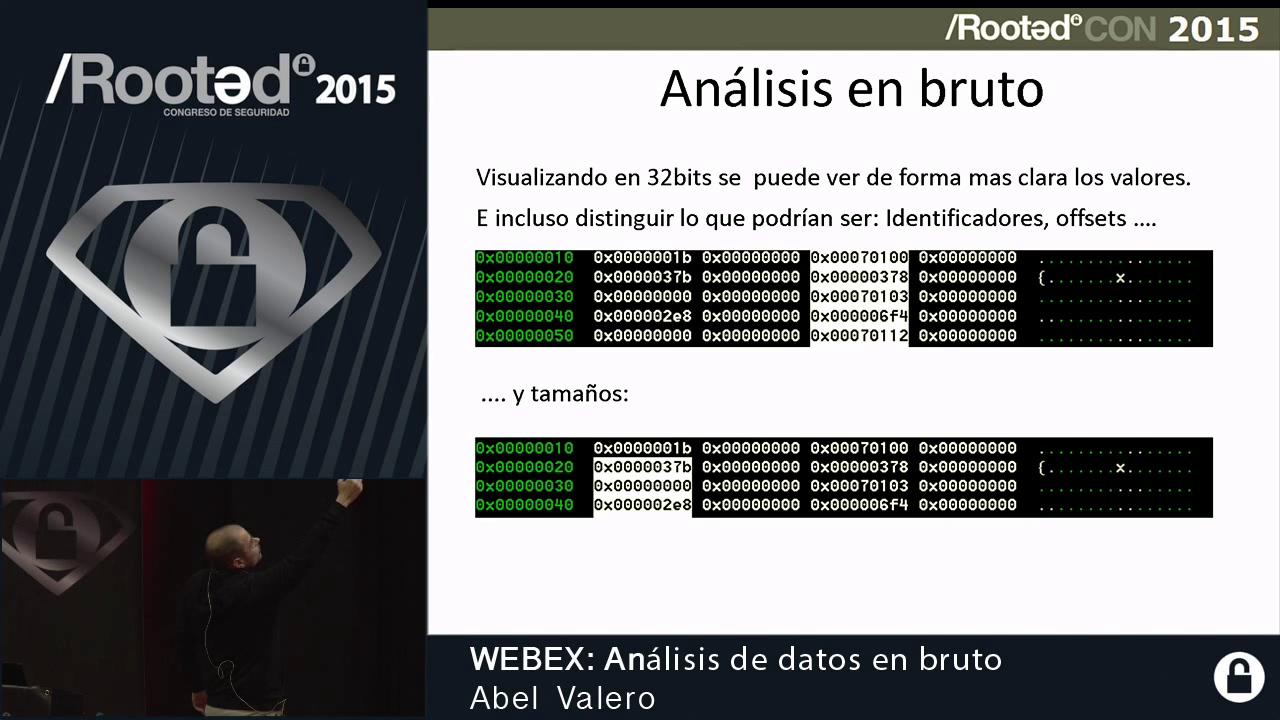 /Rootəd 2015
CONGRESO DE SEGURIDAD
/Rootəd CON 2015
Análisis en bruto
Visualizando en 32bits se puede ver de forma mas clara los valores.
E incluso distinguir lo que podrían ser: Identificadores, offsets ....
0x00000010 0x0000001b 0x00000000 0x00070100 0x00000000 ................
0x00000020 0x0000037b 0x00000000 0x00000378 0x00000000 {.......x.......
0x00000030 0x00000000 0x00000000 0x00070103 0x00000000 ................
0x00000040 0x000002e8 0x00000000 0x000006f4 0x00000000 ................
0x00000050 0x00000000 0x00000000 0x00070112 0x00000000 ................
.... y tamaños:
0x00000010 0x0000001b 0x00000000 0x00070100 0x00000000 ................
0x00000020 0x0000037b 0x00000000 0x00000378 0x00000000 {.......x.......
0x00000030 0x00000000 0x00000000 0x00070103 0x00000000 ................
0x00000040 0x000002e8 0x00000000 0x000006f4 0x00000000 ................
WEBEX: Análisis de datos en bruto
Abel Valero